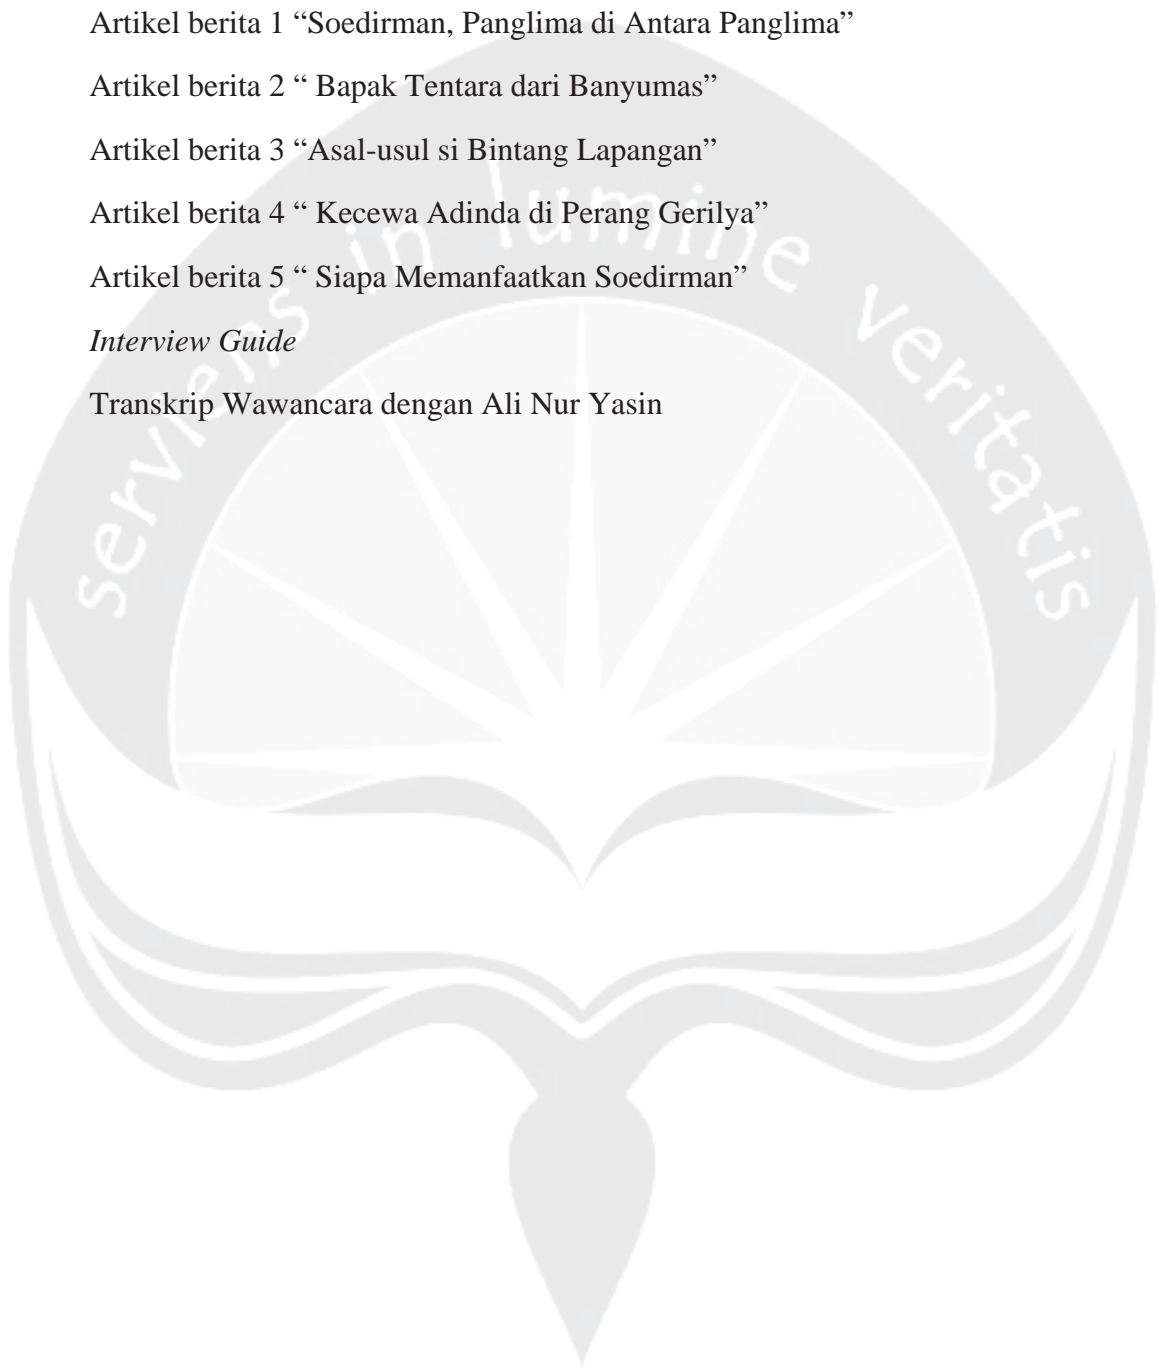 Artikel berita 1 “Soedirman, Panglima di Antara Panglima”
Artikel berita 2 “ Bapak Tentara dari Banyumas”
Artikel berita 3 “Asal-usul si Bintang Lapangan”
Artikel berita 4 “ Kecewa Adinda di Perang Gerilya”
Artikel berita 5 “ Siapa Memanfaatkan Soedirman”
Interview Guide
Transkrip Wawancara dengan Ali Nur Yasin
serviens in lumine veritatis